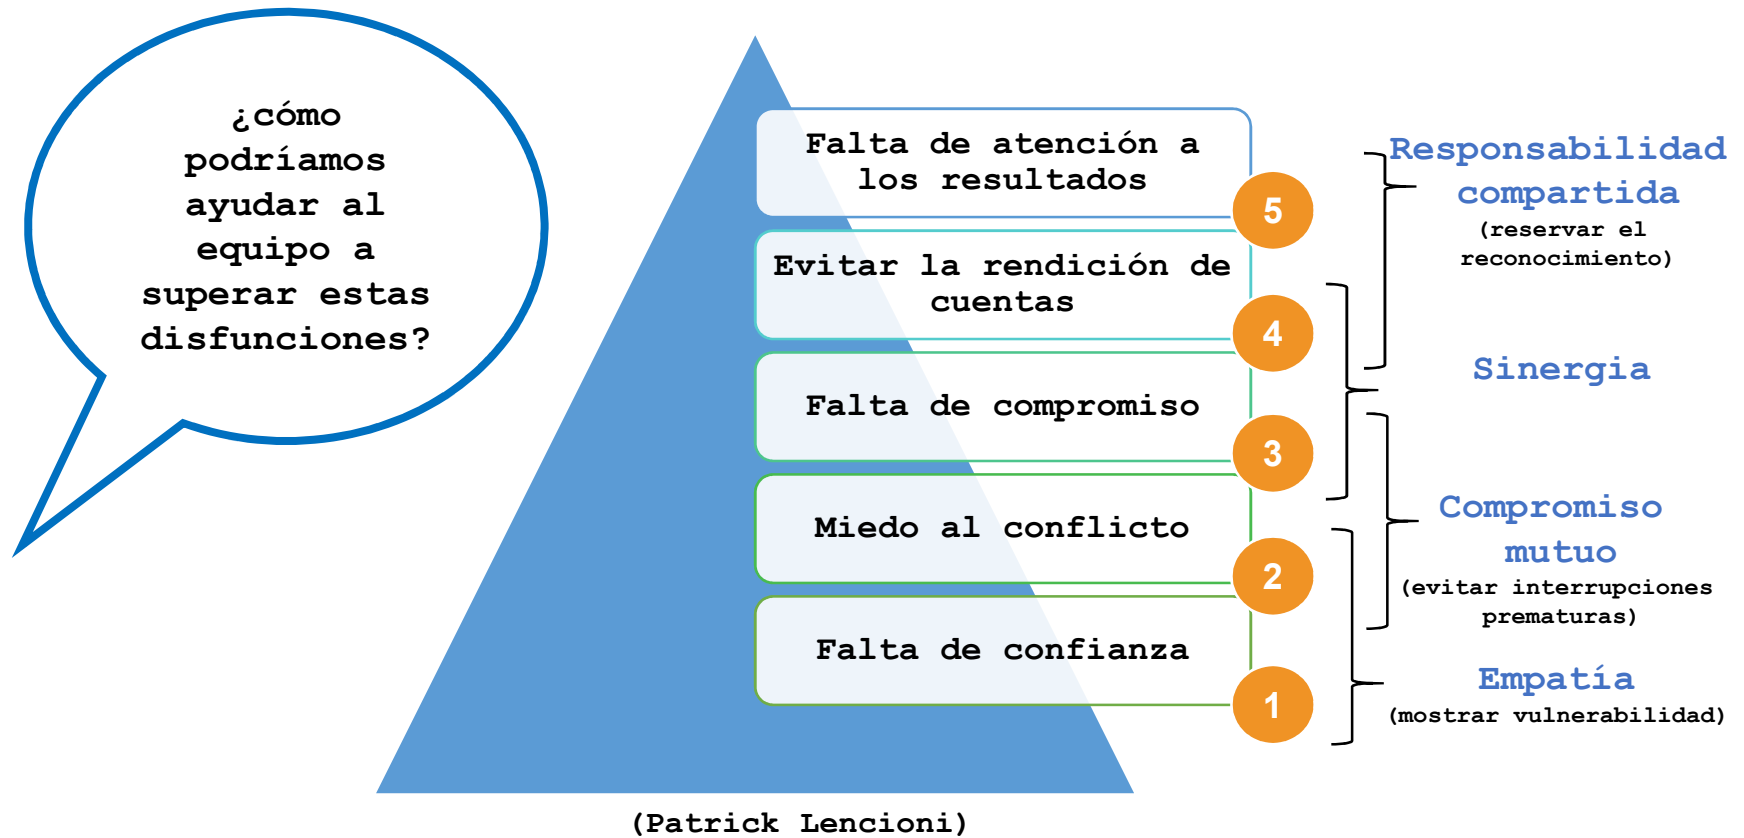 ¿cómo
podríamos
ayudar al
equipo a
superar estas
disfunciones?
Falta de atención a
los resultados
5
Evitar la rendición de
cuentas
4
Falta de compromiso
3
Miedo al conflicto
2
Falta de confianza
1
Responsabilidad
compartida
(reservar el
reconocimiento)
Sinergia
Compromiso
mutuo
(evitar interrupciones
prematuras)
Empatía
(mostrar vulnerabilidad)
(Patrick Lencioni)